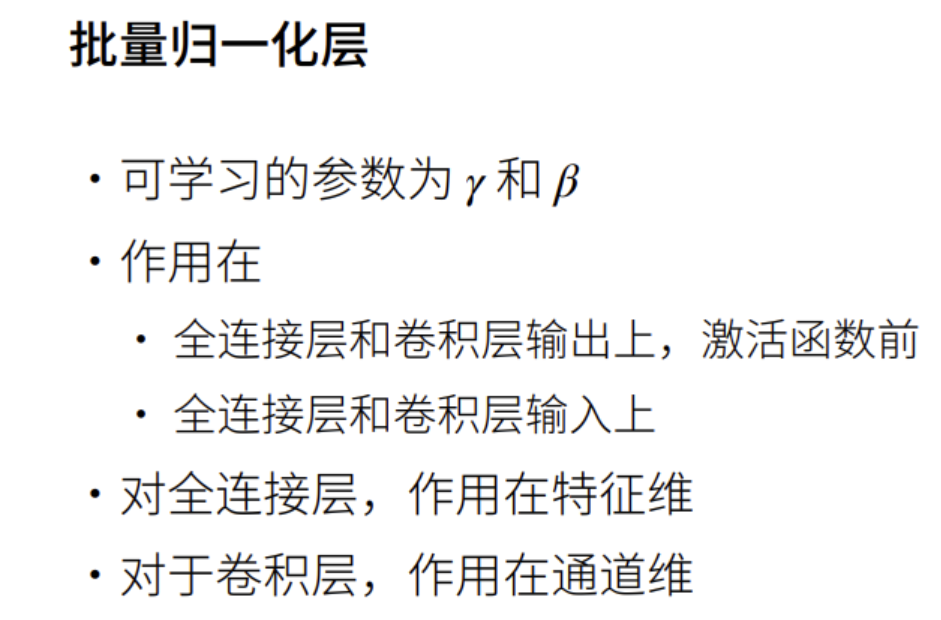 批量归一化层
• 可学习的参数为 γ 和 β
• 作用在
• 全连接层和卷积层输出上，激活函数前
• 全连接层和卷积层输入上
• 对全连接层，作用在特征维
• 对于卷积层，作用在通道维